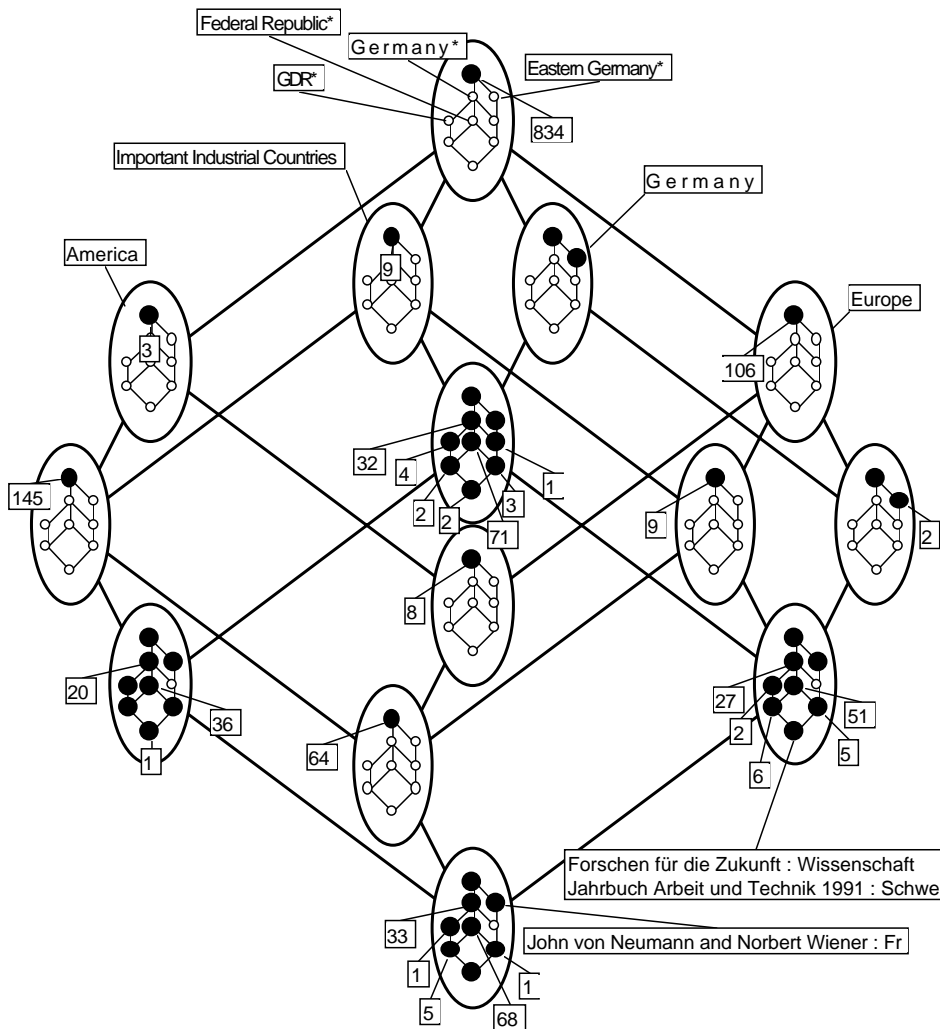 Federal Republic*
Germany*
Eastern Germany*
GDR*
834
Important Industrial Countries
Germany
America
9
Europe
3
106
32
4
1
145
3
9
2
2
2
71
8
20
27
36
51
2
64
5
1
6
Forschen für die Zukunft : Wissenschaft
Jahrbuch Arbeit und Technik 1991 : Schwe
33
John von Neumann and Norbert Wiener : Fr
1
1
5
68